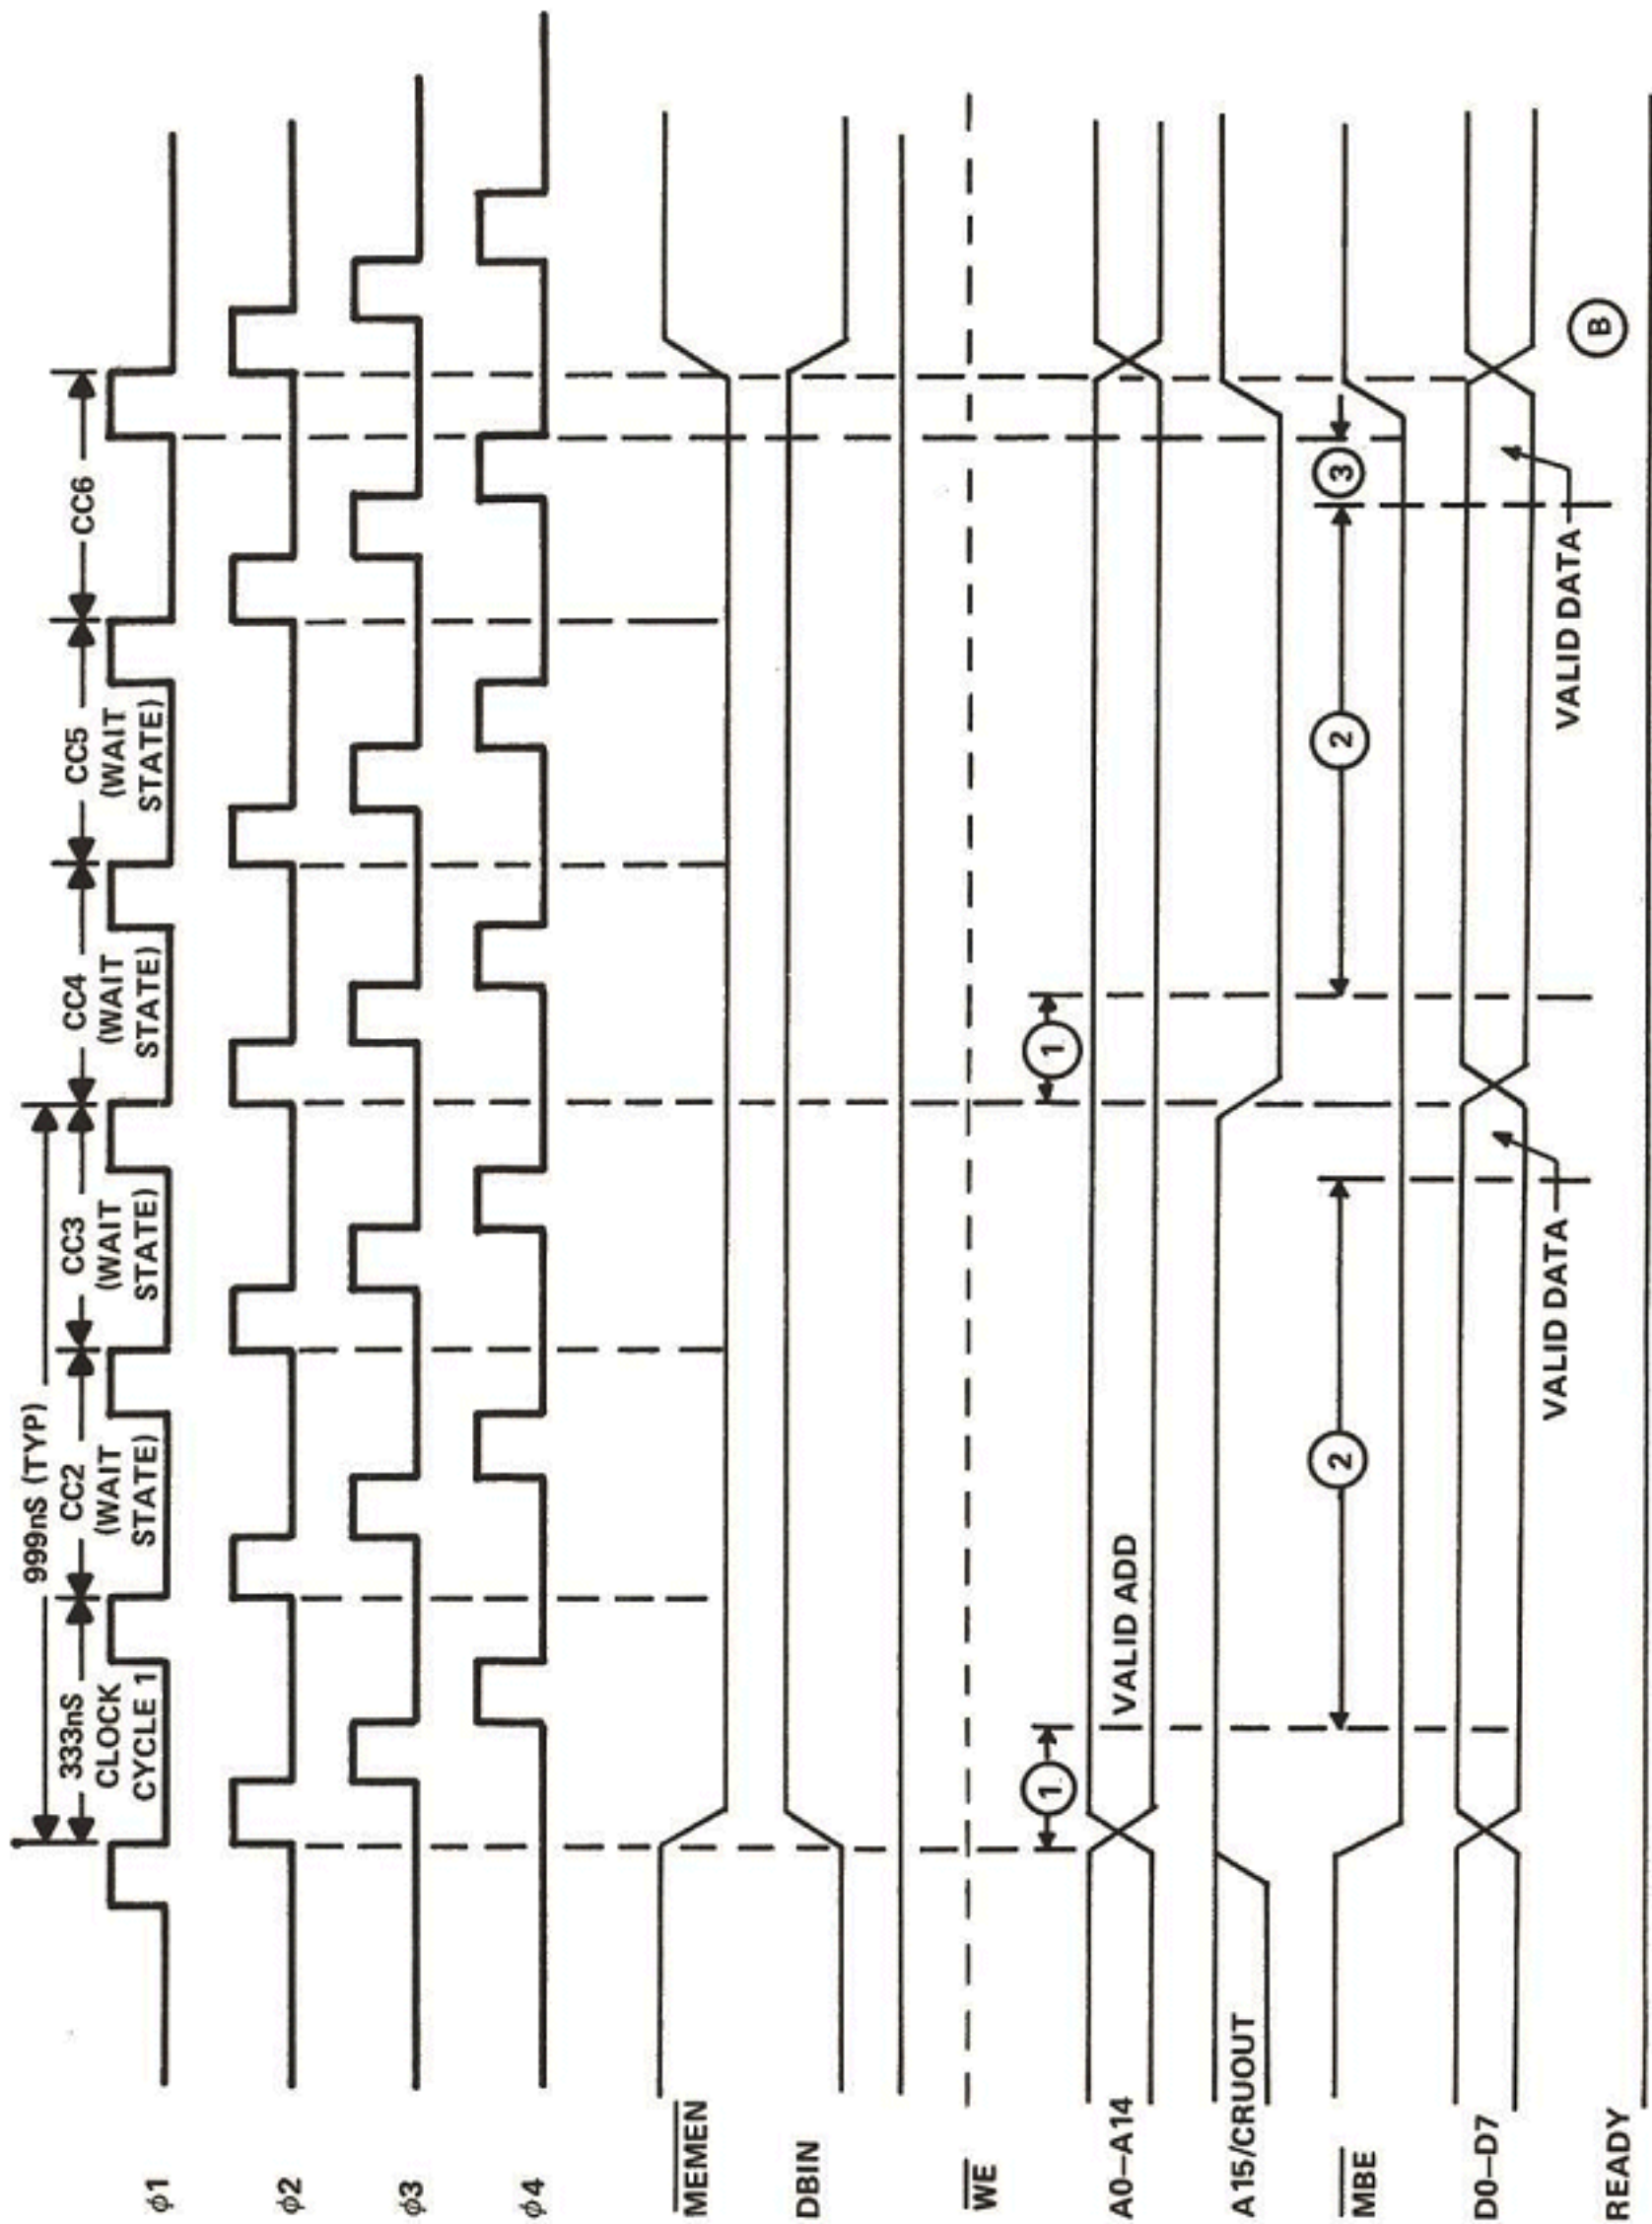 999nS (TYP)
333nS
CLOCK
CYCLE 1
CC2
(WAIT
STATE)
CC3
(WAIT
STATE)
CC4
(WAIT
STATE)
CC5
(WAIT
STATE)
CC6
φ1
φ2
φ3
φ4
MEMEN
DBIN
WE
1
1
A0–A14
VALID ADD
A15/CRUOUT
MBE
2
2
3
D0–D7
VALID DATA
VALID DATA
B
READY